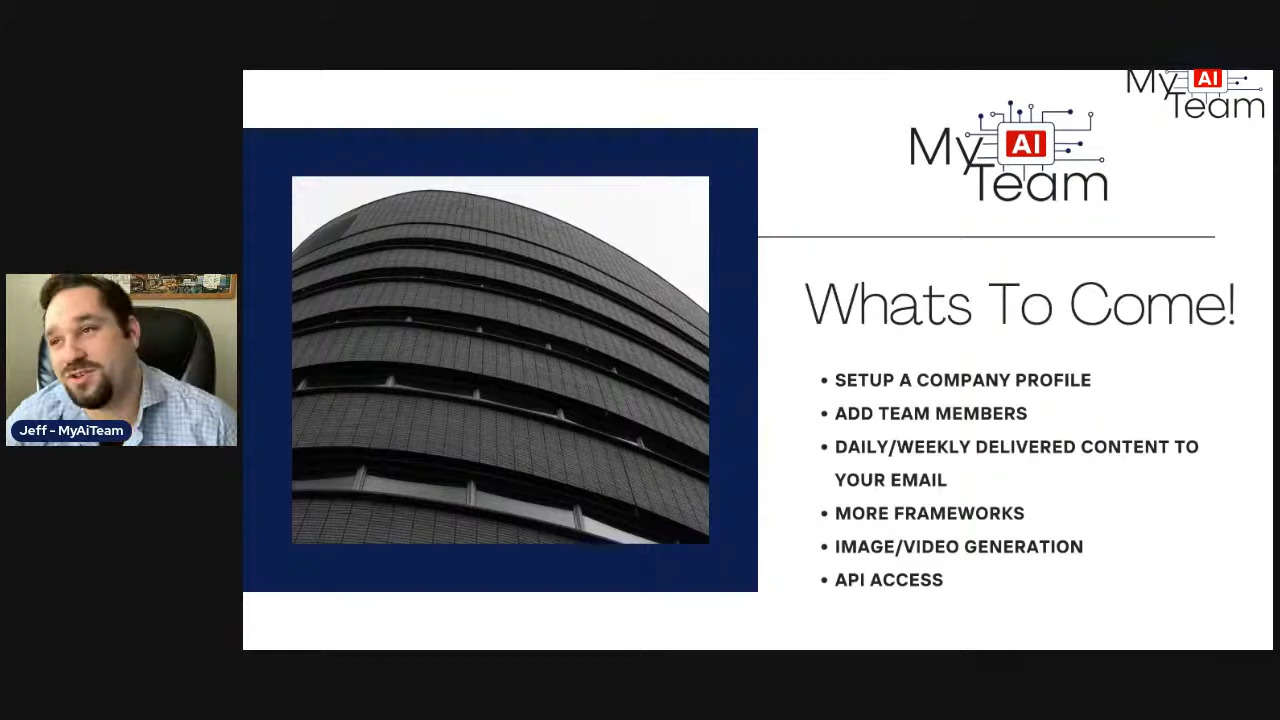 My AI
Team
My AI
Team
Whats To Come!
• SETUP A COMPANY PROFILE
• ADD TEAM MEMBERS
• DAILY/WEEKLY DELIVERED CONTENT TO
YOUR EMAIL
• MORE FRAMEWORKS
• IMAGE/VIDEO GENERATION
• API ACCESS
Jeff - MyAiTeam